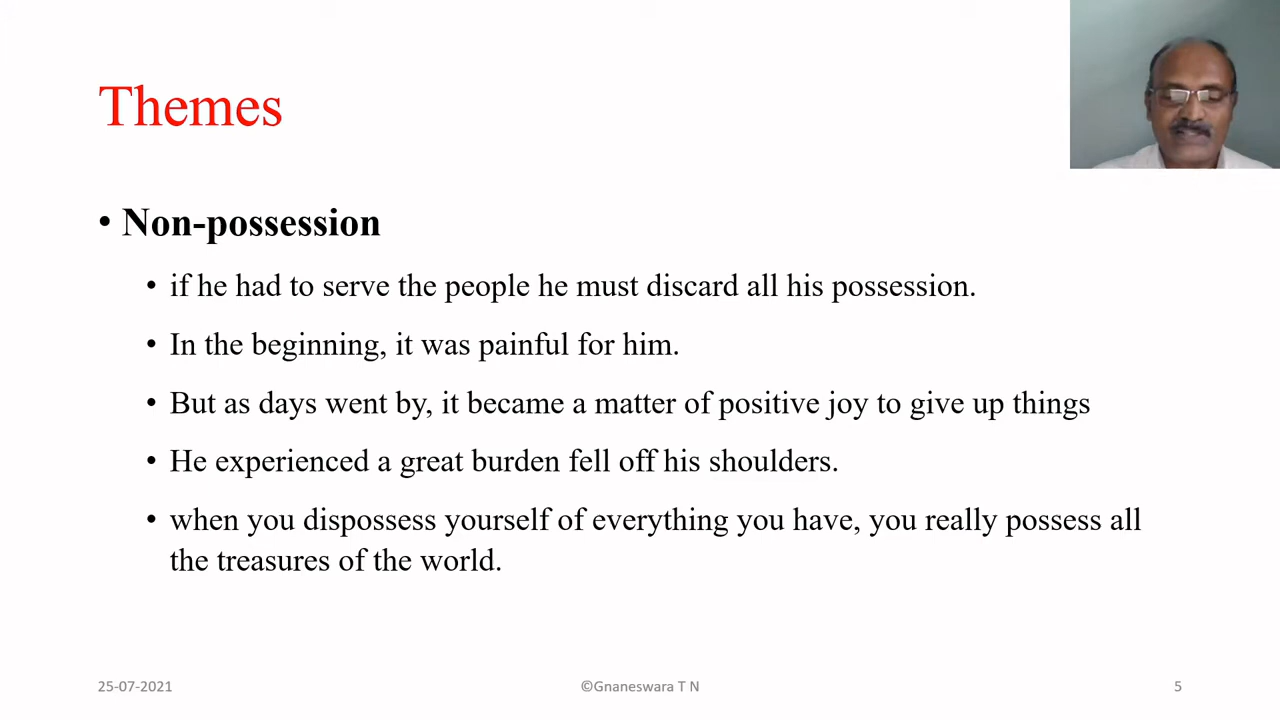 Themes
• Non-possession
• if he had to serve the people he must discard all his possession.
• In the beginning, it was painful for him.
• But as days went by, it became a matter of positive joy to give up things
• He experienced a great burden fell off his shoulders.
• when you dispossess yourself of everything you have, you really possess all
the treasures of the world.
25-07-2021
©Gnaneswara T N
5